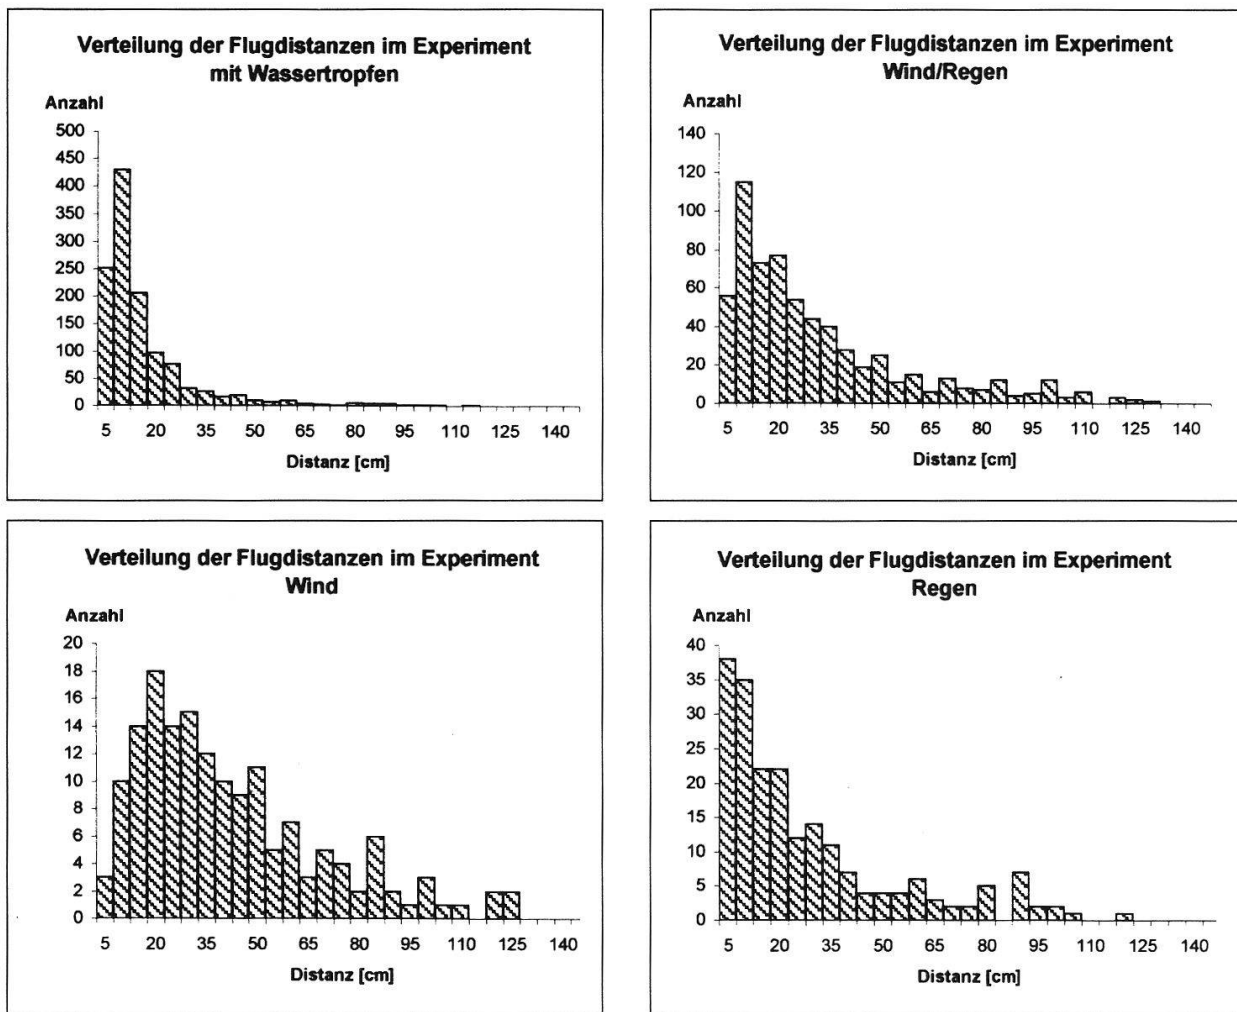 Verteilung der Flugdistanzen im Experiment
mit Wassertropfen
Anzahl
500
450
400
350
300
250
200
150
100
50
0
5 20 35 50 65 80 95 110 125 140
Distanz [cm]
Verteilung der Flugdistanzen im Experiment
Wind/Regen
Anzahl
140
120
100
80
60
40
20
0
5 20 35 50 65 80 95 110 125 140
Distanz [cm]
Verteilung der Flugdistanzen im Experiment
Wind
Anzahl
20
18
16
14
12
10
8
6
4
2
0
5 20 35 50 65 80 95 110 125 140
Distanz [cm]
Verteilung der Flugdistanzen im Experiment
Regen
Anzahl
40
35
30
25
20
15
10
5
0
5 20 35 50 65 80 95 110 125 140
Distanz [cm]